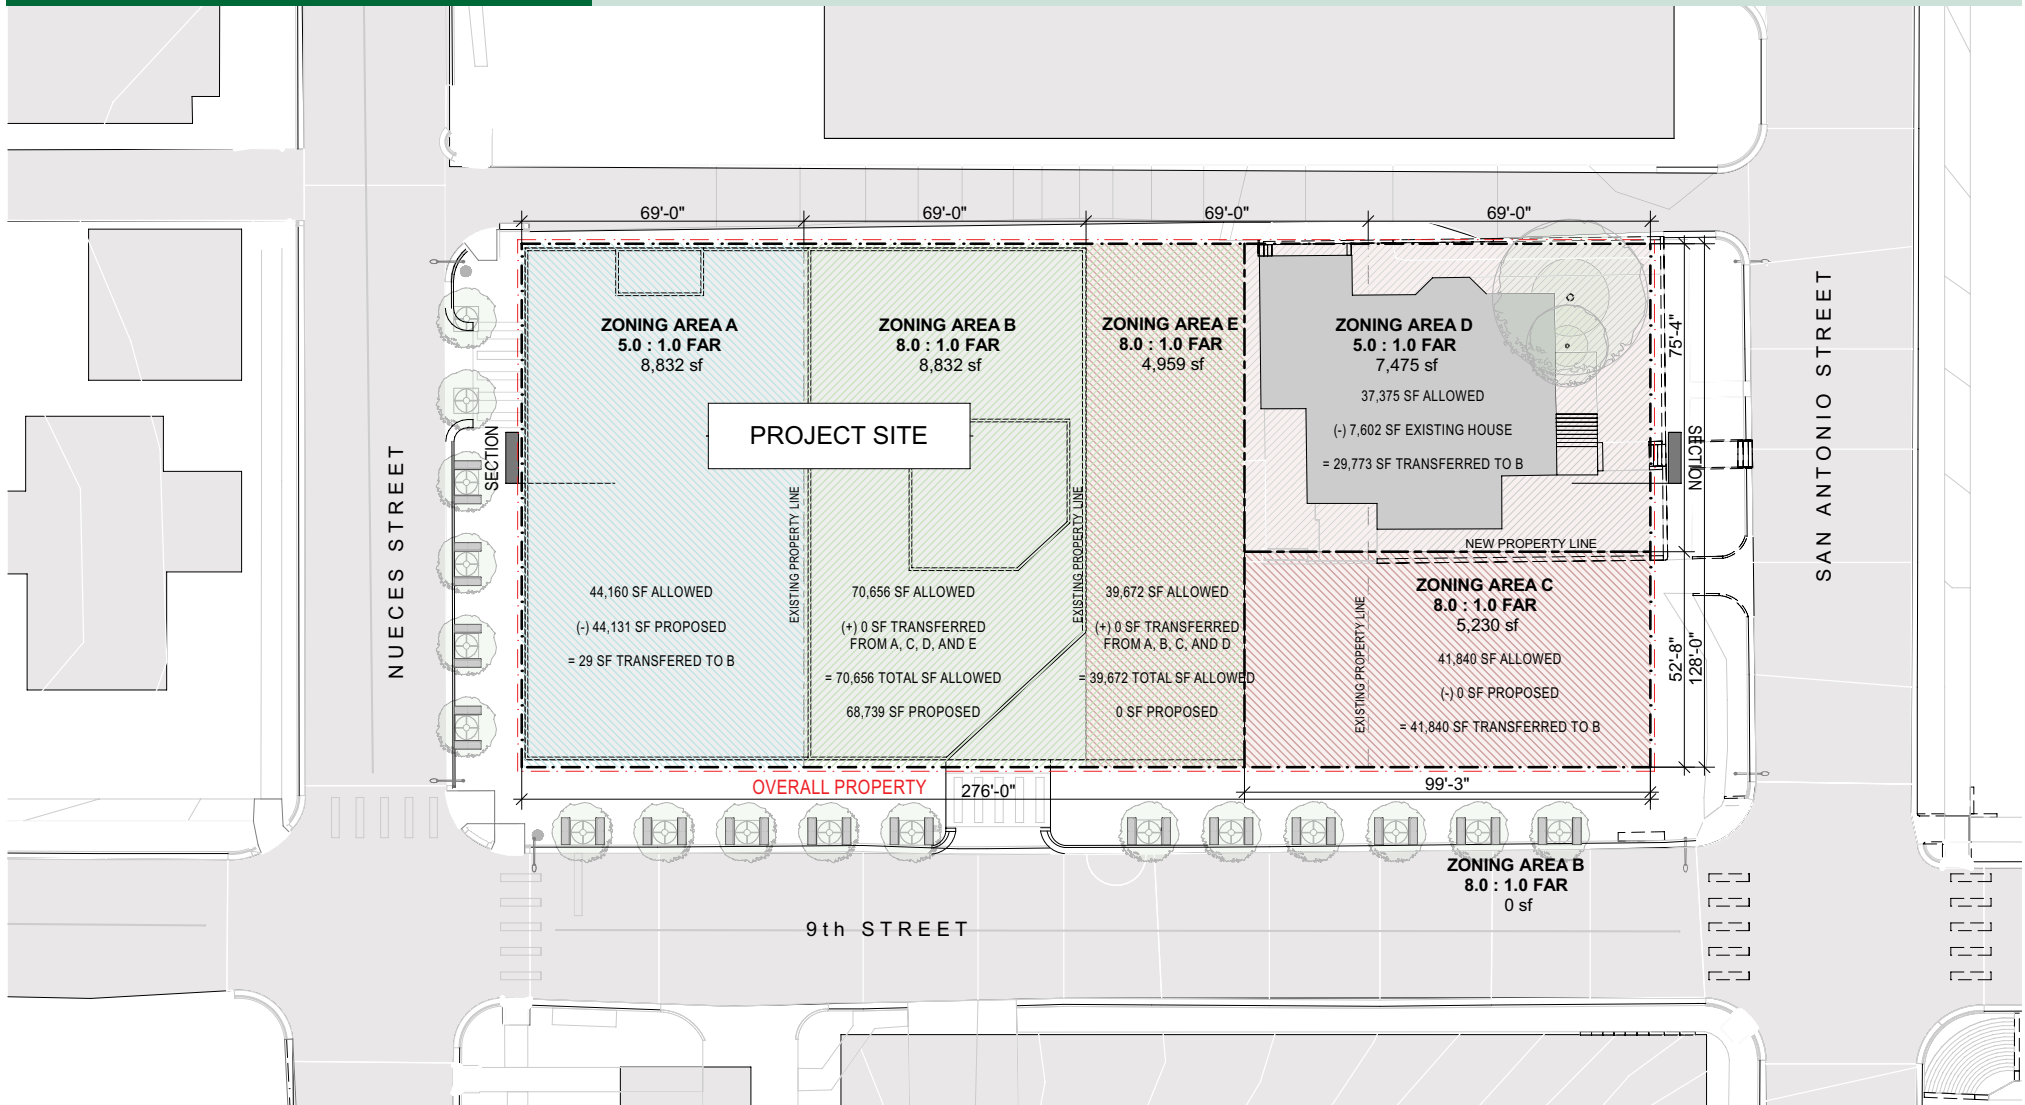 69'-0"
69'-0"
69'-0"
69'-0"
ZONING AREA A
5.0 : 1.0 FAR
8,832 sf
44,160 SF ALLOWED
(-) 44,131 SF PROPOSED
= 29 SF TRANSFERED TO B
ZONING AREA B
8.0 : 1.0 FAR
8,832 sf
70,656 SF ALLOWED
(+) 0 SF TRANSFERRED
FROM A, C, D, AND E
= 70,656 TOTAL SF ALLOWED
68,739 SF PROPOSED
ZONING AREA E
8.0 : 1.0 FAR
4,959 sf
39,672 SF ALLOWED
(+) 0 SF TRANSFERRED
FROM A, B, C, AND D
= 39,672 TOTAL SF ALLOWED
0 SF PROPOSED
ZONING AREA D
5.0 : 1.0 FAR
7,475 sf
37,375 SF ALLOWED
(-) 7,602 SF EXISTING HOUSE
= 29,773 SF TRANSFERRED TO B
NEW PROPERTY LINE
ZONING AREA C
8.0 : 1.0 FAR
5,230 sf
41,840 SF ALLOWED
(-) 0 SF PROPOSED
= 41,840 SF TRANSFERRED TO B
PROJECT SITE
EXISTING PROPERTY LINE
EXISTING PROPERTY LINE
EXISTING PROPERTY LINE
SECTION
SECTION
75'-4"
52'-8"
128'-0"
NUECES STREET
SAN ANTONIO STREET
OVERALL PROPERTY
276'-0"
99'-3"
ZONING AREA B
8.0 : 1.0 FAR
0 sf
9th STREET